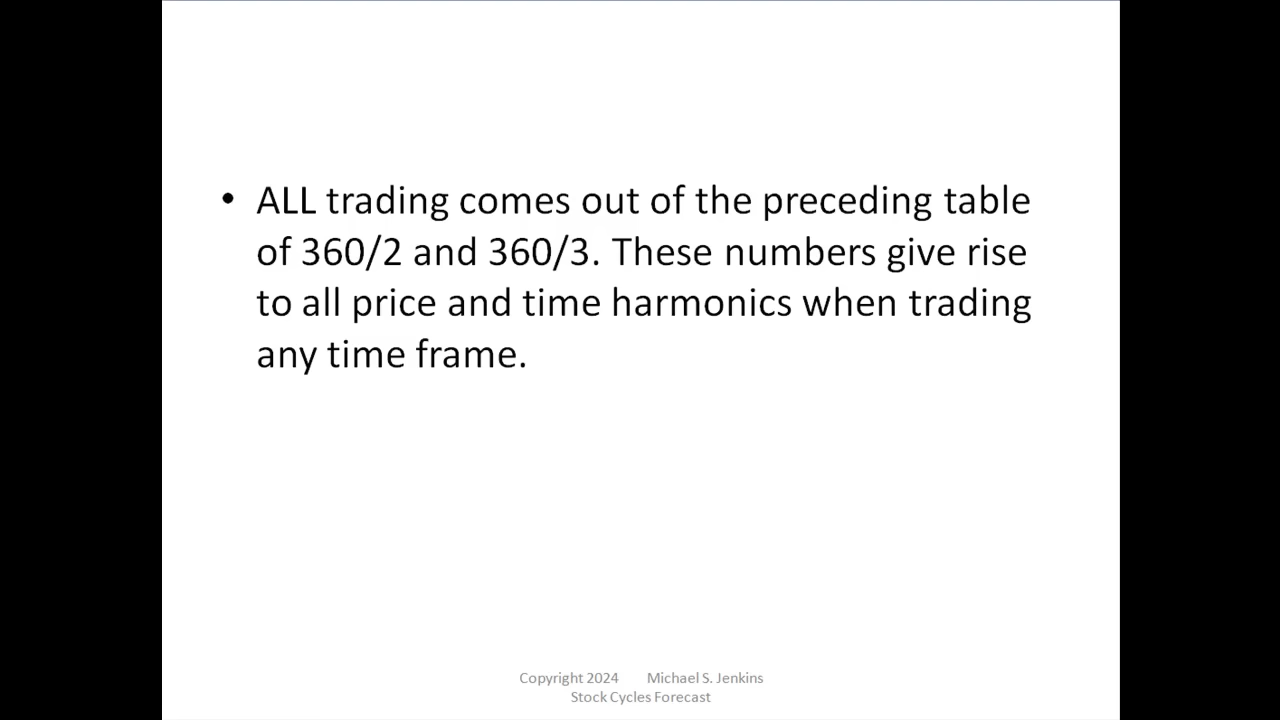 • ALL trading comes out of the preceding table
of 360/2 and 360/3. These numbers give rise
to all price and time harmonics when trading
any time frame.
Copyright 2024 Michael S. Jenkins
Stock Cycles Forecast